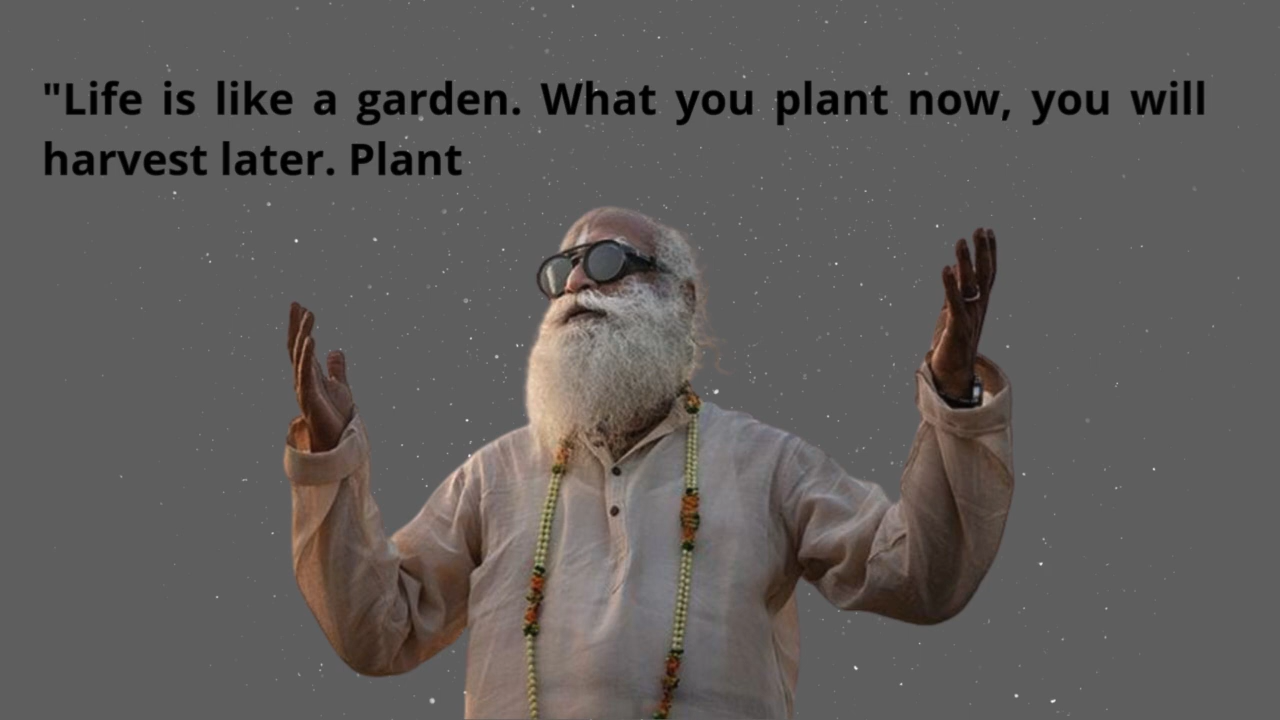 "Life is like a garden. What you plant now, you will
harvest later. Plant